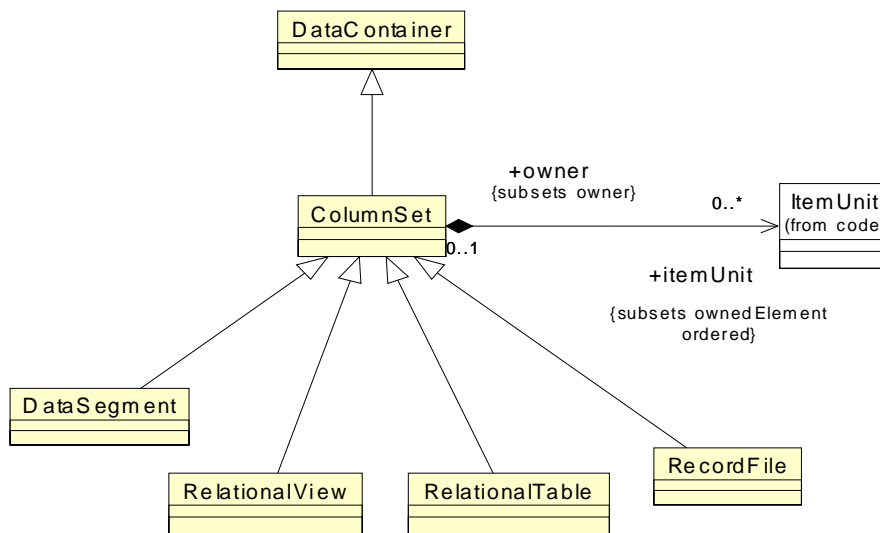 DataContainer
+owner
{subsets owner}
0..*
ItemUnit
(from code
ColumnSet
0..1
+itemUnit
{subsets ownedElement
ordered}
DataSegment
RelationalView
RelationalTable
RecordFile